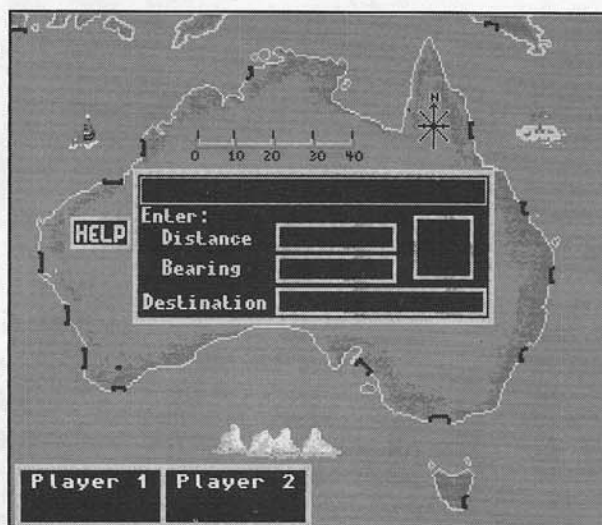 N
0 10 20 30 40
HELP
Enter:
Distance
Bearing
Destination
Player 1 Player 2